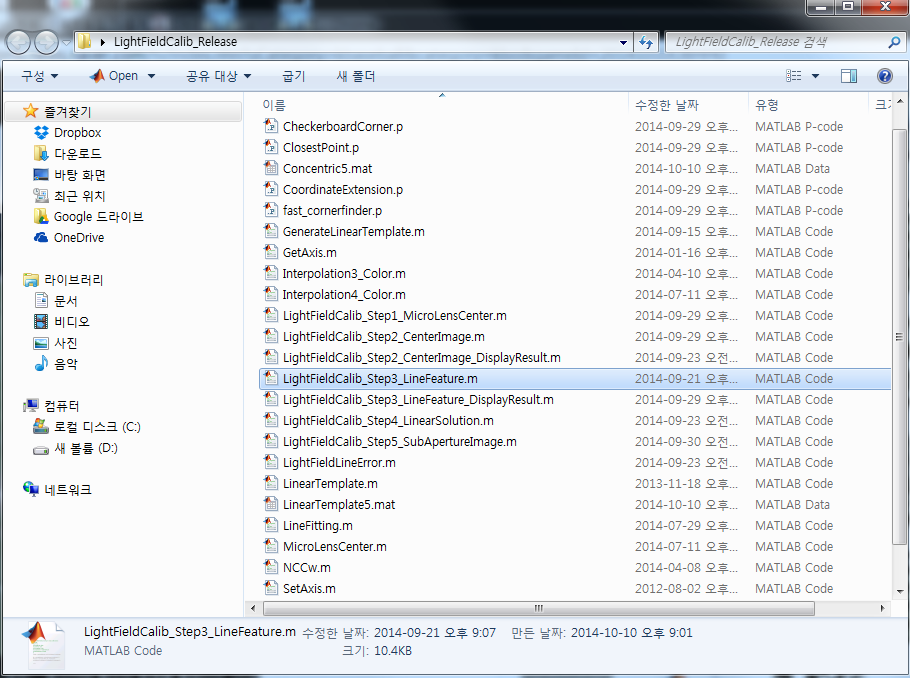 LightFieldCalib_Release
LightFieldCalib_Release 검색
구성 Open 공유 대상 굽기 새 폴더
이름 수정한 날짜 유형 크기
즐겨찾기
Dropbox
다운로드
바탕 화면
최근 위치
Google 드라이브
OneDrive
라이브러리
문서
비디오
사진
음악
컴퓨터
로컬 디스크 (C:)
새 볼륨 (D:)
네트워크
CheckerboardCorner.p 2014-09-29 오후... MATLAB P-code
ClosestPoint.p 2014-09-29 오후... MATLAB P-code
Concentric5.mat 2014-10-10 오후... MATLAB Data
CoordinateExtension.p 2014-09-29 오후... MATLAB P-code
fast_cornerfinder.p 2014-09-29 오후... MATLAB P-code
GenerateLinearTemplate.m 2014-09-15 오후... MATLAB Code
GetAxis.m 2014-01-16 오후... MATLAB Code
Interpolation3_Color.m 2014-04-10 오후... MATLAB Code
Interpolation4_Color.m 2014-07-11 오후... MATLAB Code
LightFieldCalib_Step1_MicroLensCenter.m 2014-09-29 오후... MATLAB Code
LightFieldCalib_Step2_CenterImage.m 2014-09-29 오후... MATLAB Code
LightFieldCalib_Step2_CenterImage_DisplayResult.m 2014-09-23 오전... MATLAB Code
LightFieldCalib_Step3_LineFeature.m 2014-09-21 오후... MATLAB Code
LightFieldCalib_Step3_LineFeature_DisplayResult.m 2014-09-29 오후... MATLAB Code
LightFieldCalib_Step4_LinearSolution.m 2014-09-23 오전... MATLAB Code
LightFieldCalib_Step5_SubApertureImage.m 2014-09-30 오전... MATLAB Code
LightFieldLineError.m 2014-09-23 오전... MATLAB Code
LinearTemplate.m 2013-11-18 오후... MATLAB Code
LinearTemplate5.mat 2014-10-10 오후... MATLAB Data
LineFitting.m 2014-07-29 오후... MATLAB Code
MicroLensCenter.m 2014-07-11 오후... MATLAB Code
NCCw.m 2014-04-08 오후... MATLAB Code
SetAxis.m 2012-08-02 오후... MATLAB Code
LightFieldCalib_Step3_LineFeature.m 수정한 날짜: 2014-09-21 오후 9:07 만든 날짜: 2014-10-10 오후 9:01
MATLAB Code 크기: 10.4KB